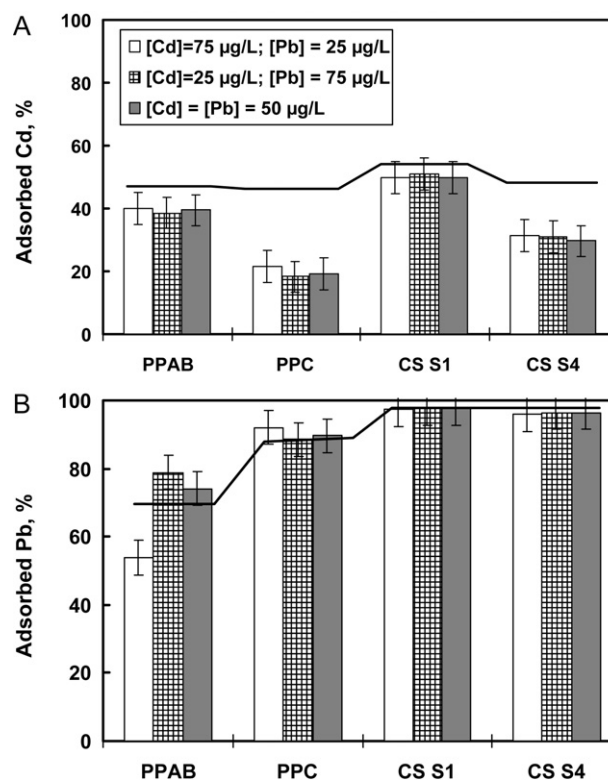 A
100
80
60
40
20
0
Adsorbed Cd, %
[Cd]=75 µg/L; [Pb] = 25 µg/L
[Cd]=25 µg/L; [Pb] = 75 µg/L
[Cd] = [Pb] = 50 µg/L
PPAB PPC CS S1 CS S4
B
100
80
60
40
20
0
Adsorbed Pb, %
PPAB PPC CS S1 CS S4